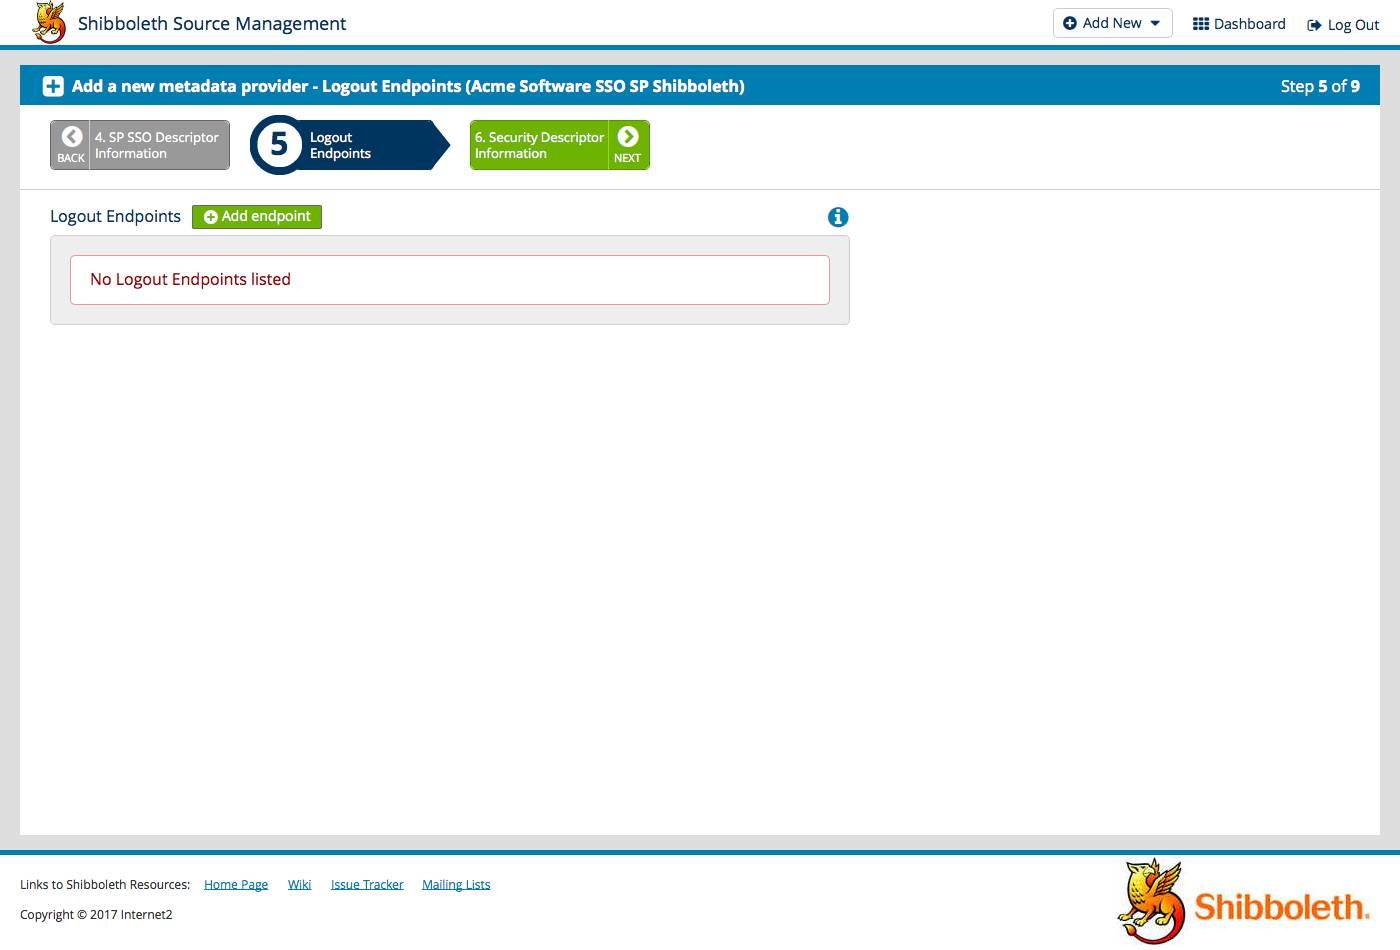 Shibboleth Source Management
Add New
Dashboard
Log Out
Add a new metadata provider - Logout Endpoints (Acme Software SSO SP Shibboleth)
Step 5 of 9
BACK
4. SP SSO Descriptor
Information
5
Logout
Endpoints
6. Security Descriptor
Information
NEXT
Logout Endpoints
Add endpoint
No Logout Endpoints listed
Links to Shibboleth Resources: Home Page Wiki Issue Tracker Mailing Lists
Copyright © 2017 Internet2
Shibboleth.